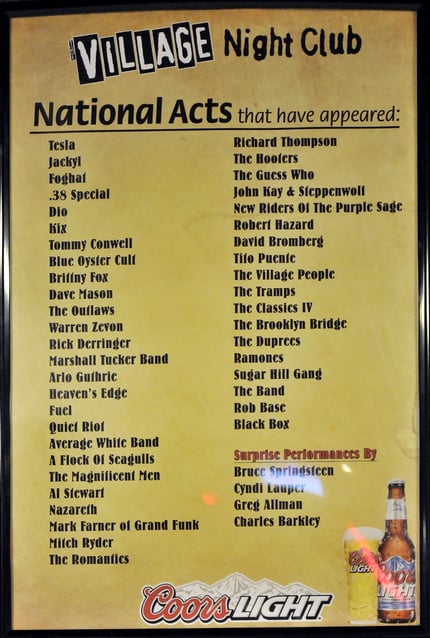 THE VILLAGE Night Club
National Acts that have appeared:
Tesla
Jackyl
Foghat
.38 Special
Dio
Kix
Tommy Conwell
Blue Oyster Cult
Brittny Fox
Dave Mason
The Outlaws
Warren Zevon
Rick Derringer
Marshall Tucker Band
Arlo Guthrie
Heaven's Edge
Fuel
Quiet Riot
Average White Band
A Flock Of Seagulls
The Magnificent Men
Al Stewart
Nazareth
Mark Farner of Grand Funk
Mitch Ryder
The Romantics
Richard Thompson
The Hooters
The Guess Who
John Kay & Steppenwolf
New Riders Of The Purple Sage
Robert Hazard
David Bromberg
Tito Puente
The Village People
The Tramps
The Classics IV
The Brooklyn Bridge
The Duprees
Ramones
Sugar Hill Gang
The Band
Rob Base
Black Box
Surprise Performances By
Bruce Springsteen
Cyndi Lauper
Greg Allman
Charles Barkley
Coors LIGHT
Coors
LIGHT
Coors
LIGHT